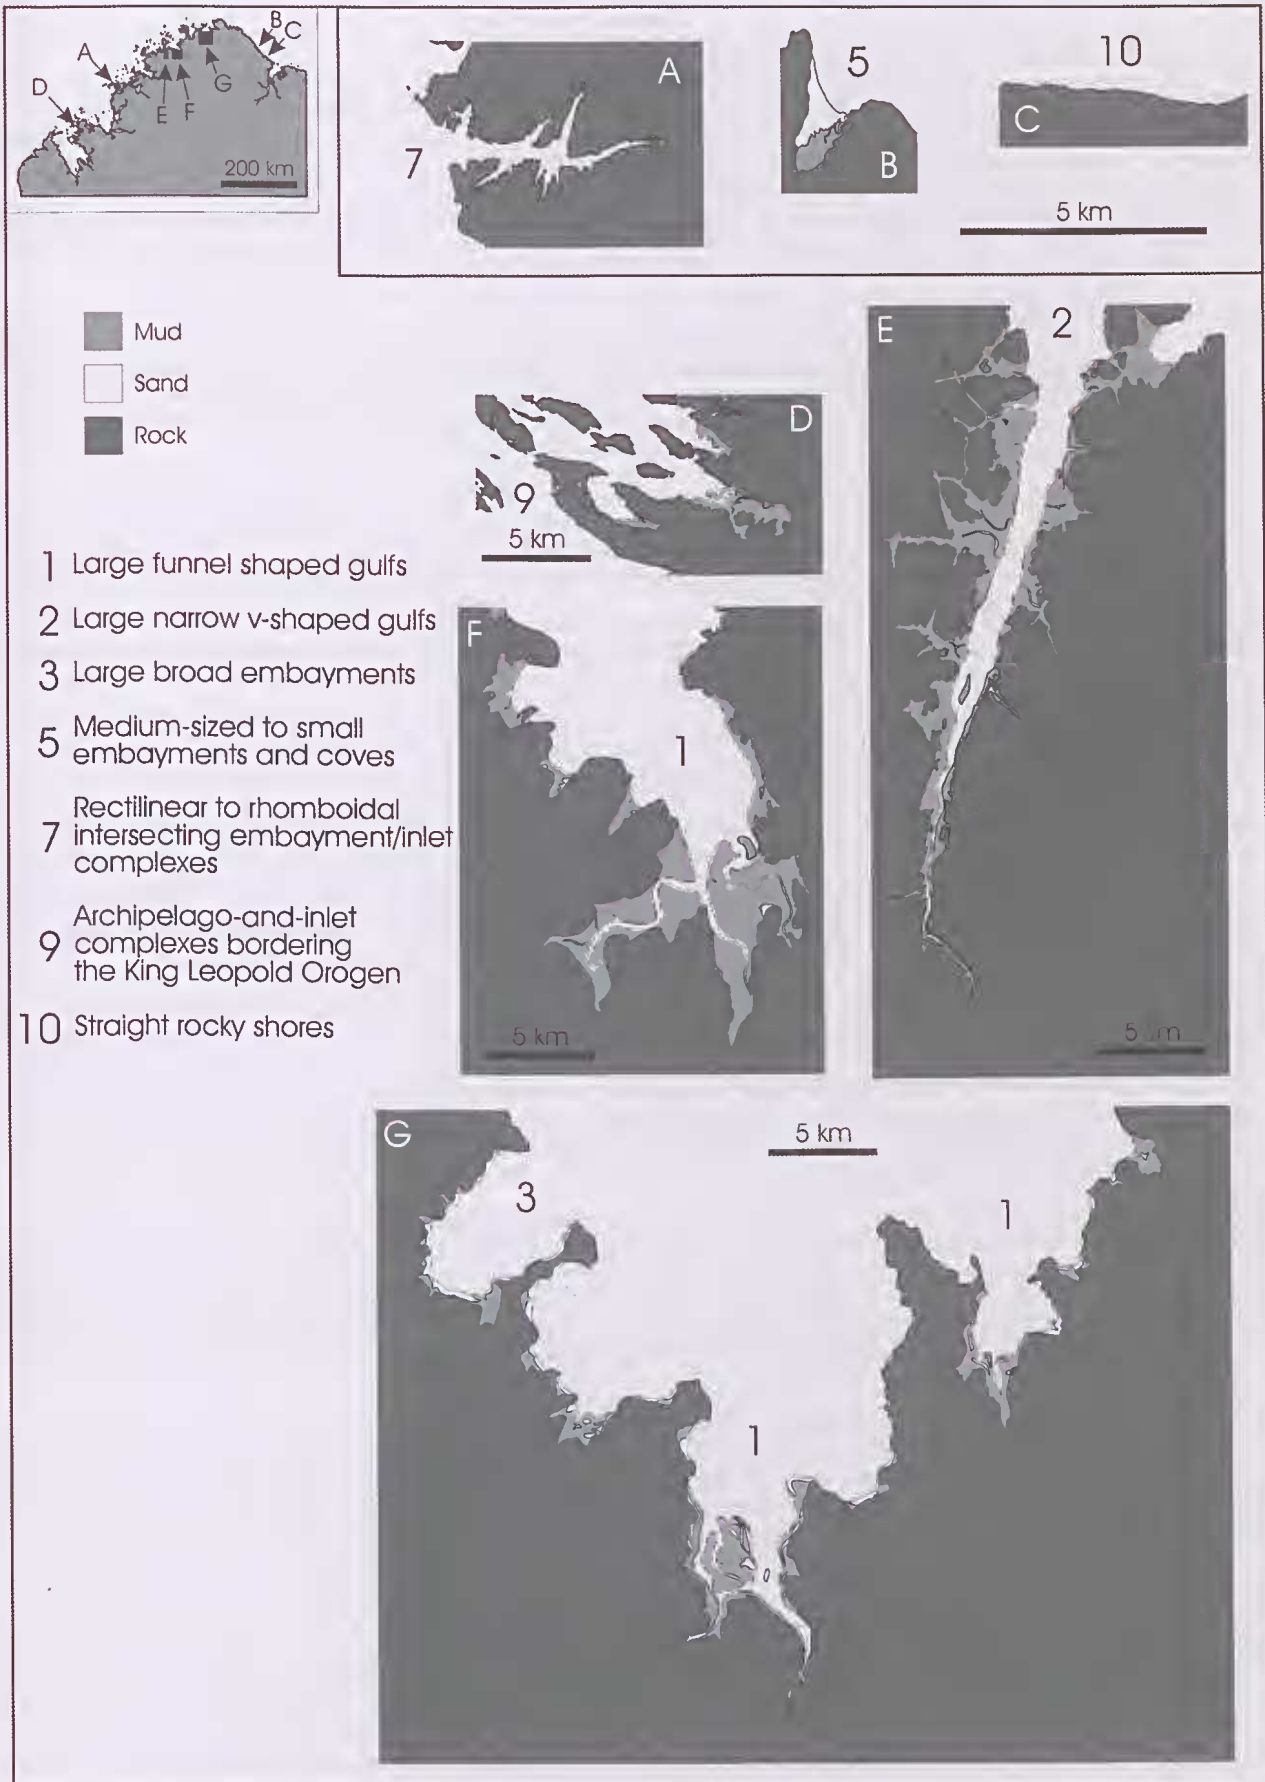 B C
A
D
G
E F
200 km
A
7
5
B
10
C
5 km
Mud
Sand
Rock
D
9
5 km
E
2
1 Large funnel shaped gulfs
2 Large narrow v-shaped gulfs
3 Large broad embayments
5 Medium-sized to small
embayments and coves
7 Rectilinear to rhomboidal
intersecting embayment/inlet
complexes
9 Archipelago-and-inlet
complexes bordering
the King Leopold Orogen
10 Straight rocky shores
F
1
5 km
5 km
G
5 km
3
1
1